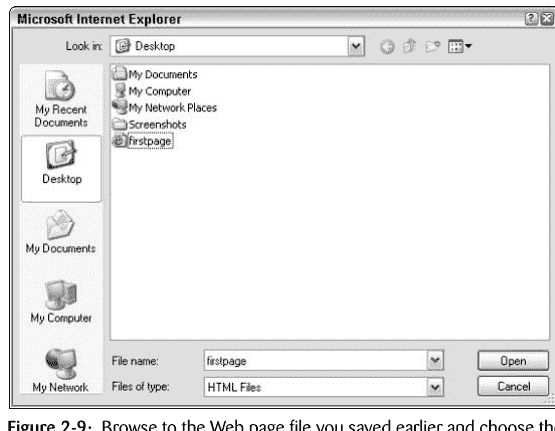 Microsoft Internet Explorer
Look in: Desktop
My Documents
My Computer
My Network Places
Screenshots
firstpage
My Recent
Documents
Desktop
My Documents
My Computer
My Network
File name: firstpage Open
Files of type: HTML Files Cancel
Figure 2-9: Browse to the Web page file you saved earlier and choose the